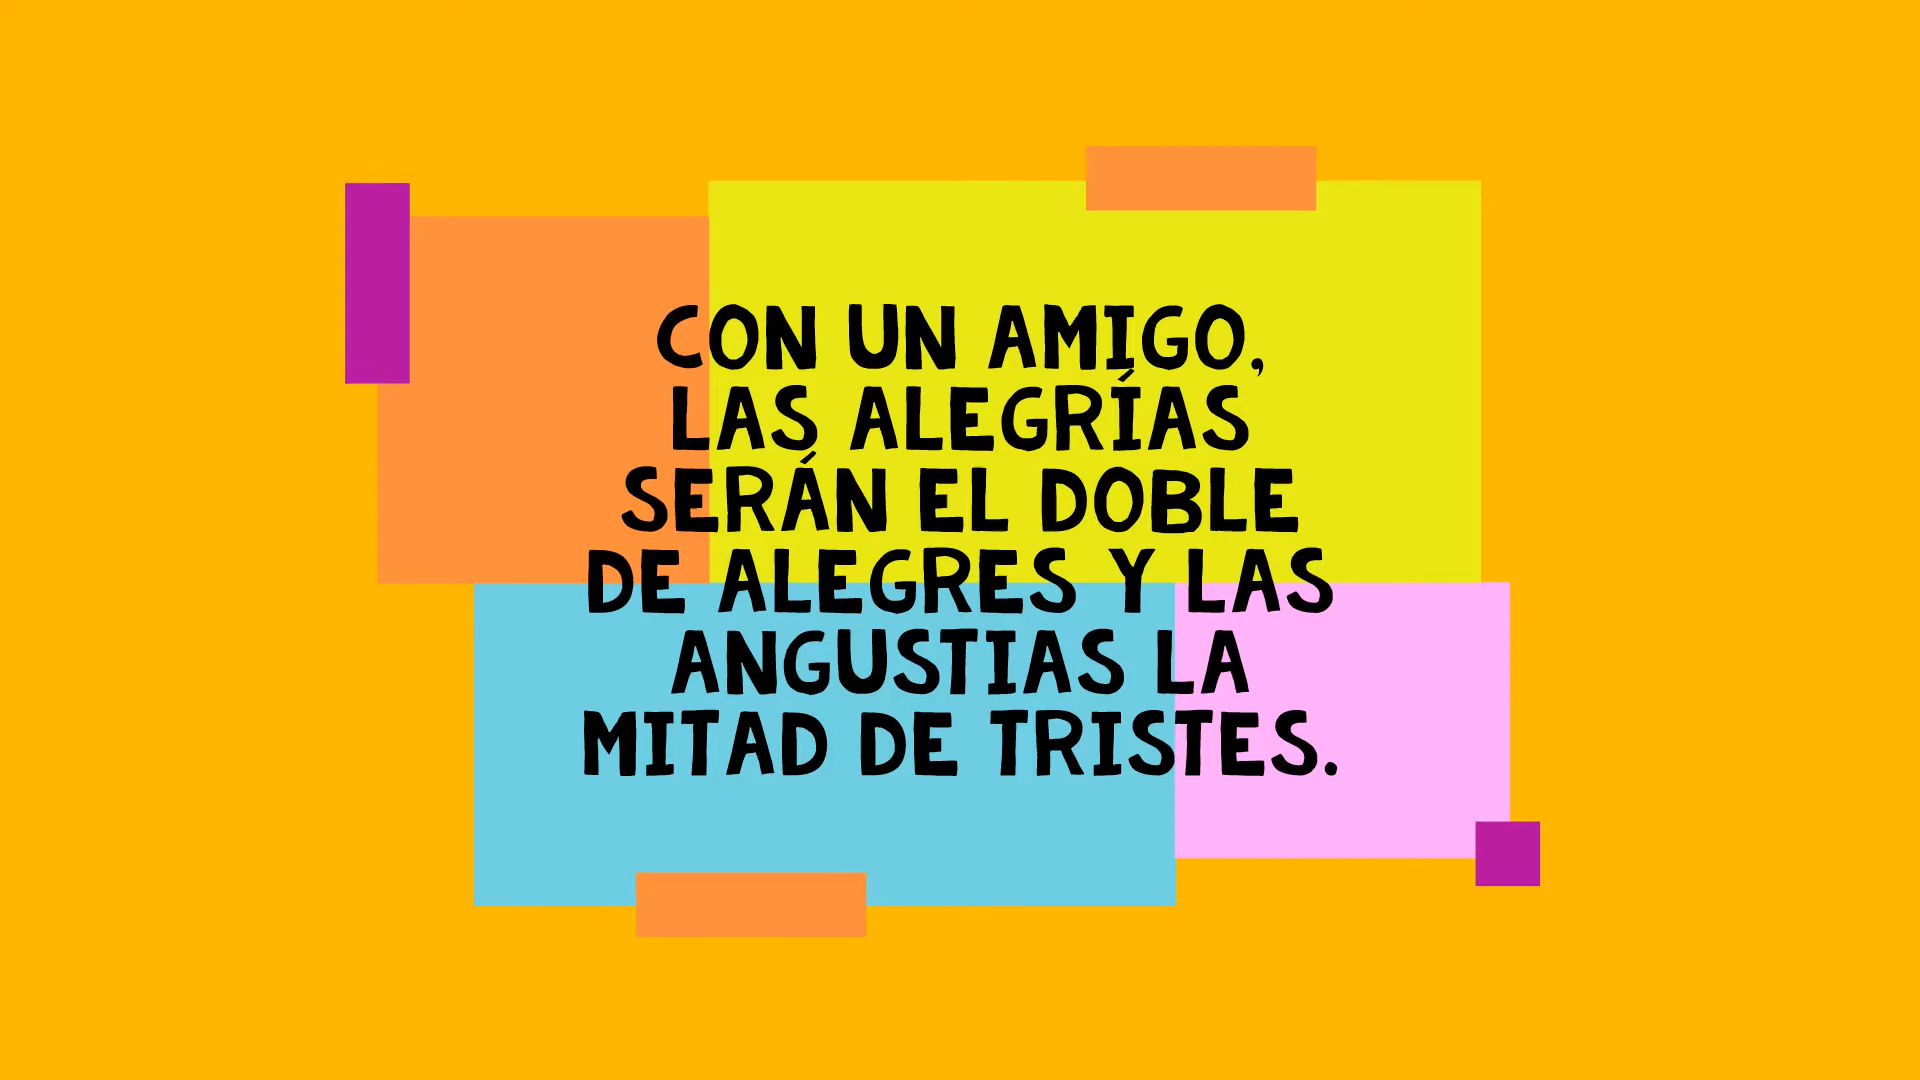 CON UN AMIGO,
LAS ALEGRÍAS
SERÁN EL DOBLE
DE ALEGRES Y LAS
ANGUSTIAS LA
MITAD DE TRISTES.